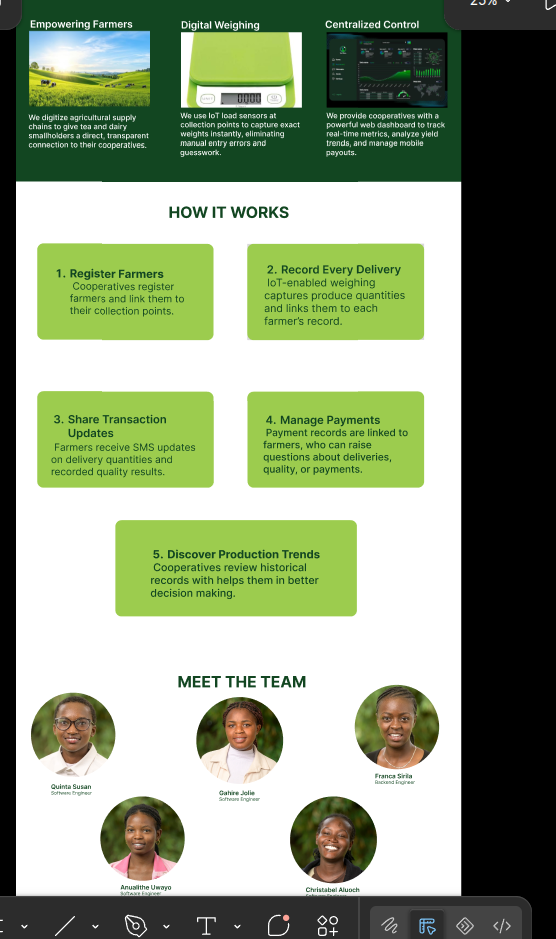 25%
Empowering Farmers
Digital Weighing
Centralized Control
We digitize agricultural supply
chains to give tea and dairy
smallholders a direct, transparent
connection to their cooperatives.
We use IoT load sensors at
collection points to capture exact
weights instantly, eliminating
manual entry errors and
guesswork.
We provide cooperatives with a
powerful web dashboard to track
real-time metrics, analyze yield
trends, and manage mobile
payouts.
HOW IT WORKS
1. Register Farmers
Cooperatives register
farmers and link them to
their collection points.
2. Record Every Delivery
IoT-enabled weighing
captures produce quantities
and links them to each
farmer's record.
3. Share Transaction
Updates
Farmers receive SMS updates
on delivery quantities and
recorded quality results.
4. Manage Payments
Payment records are linked to
farmers, who can raise
questions about deliveries,
quality, or payments.
5. Discover Production Trends
Cooperatives review historical
records with helps them in better
decision making.
MEET THE TEAM
Quinta Susan
Software Engineer
Gahire Jolie
Software Engineer
Franca Sirila
Backend Engineer
Anualithe Uwayo
Software Engineer
Christabel Aluoch
Software Engineer